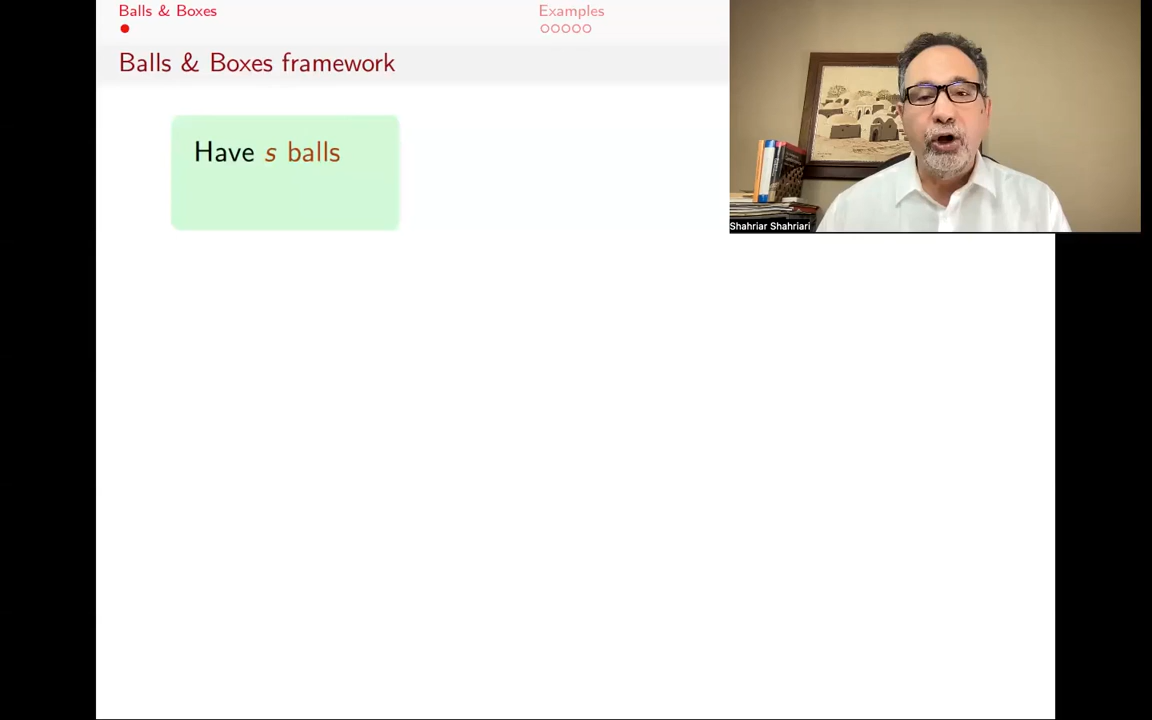 Balls & Boxes
Examples
Balls & Boxes framework
Have s balls
Shahriar Shahriari